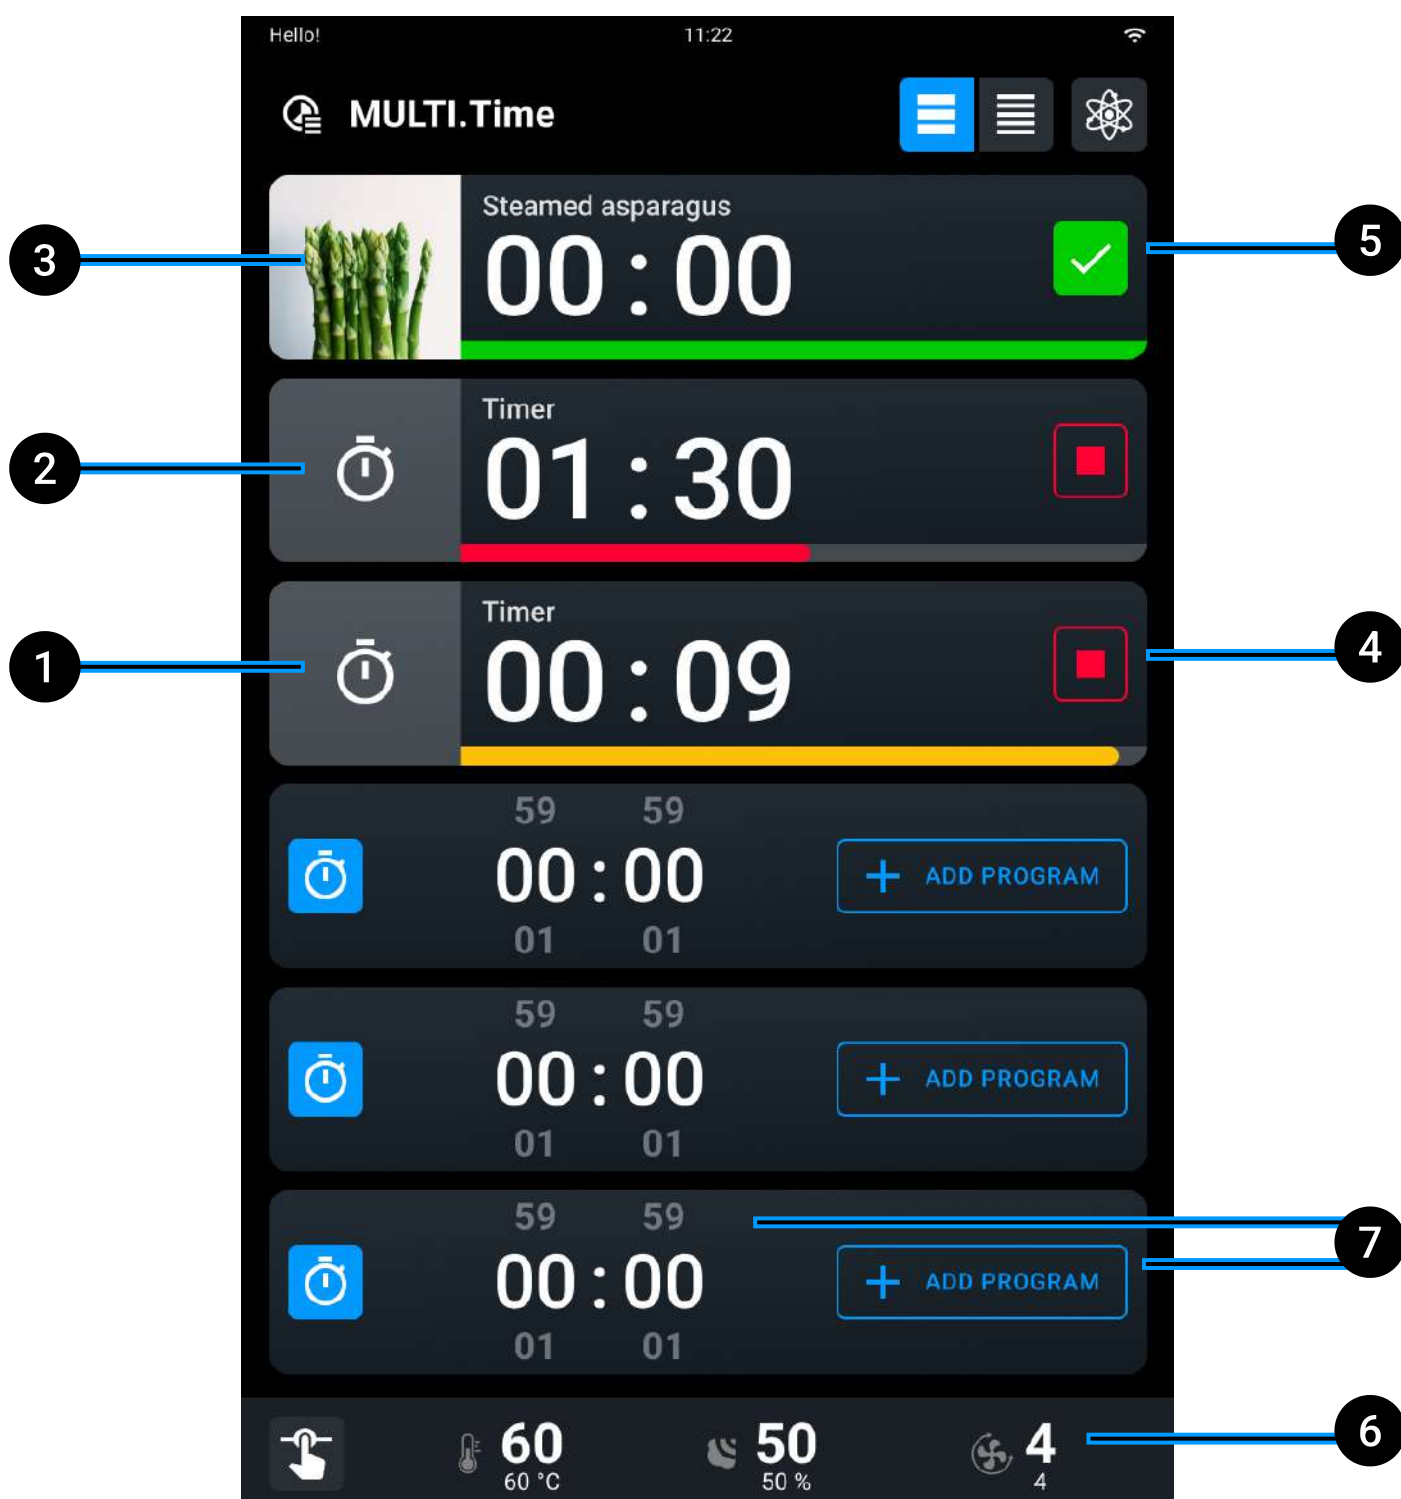 Hello! 11:22
MULTI.Time
Steamed asparagus
3
00 : 00
5
Timer
2
01 : 30
Timer
1
00 : 09
4
59 59
00 : 00
ADD PROGRAM
01 01
59 59
00 : 00
ADD PROGRAM
01 01
59 59
7
00 : 00
ADD PROGRAM
01 01
60 50 4
6
60 °C 50 % 4